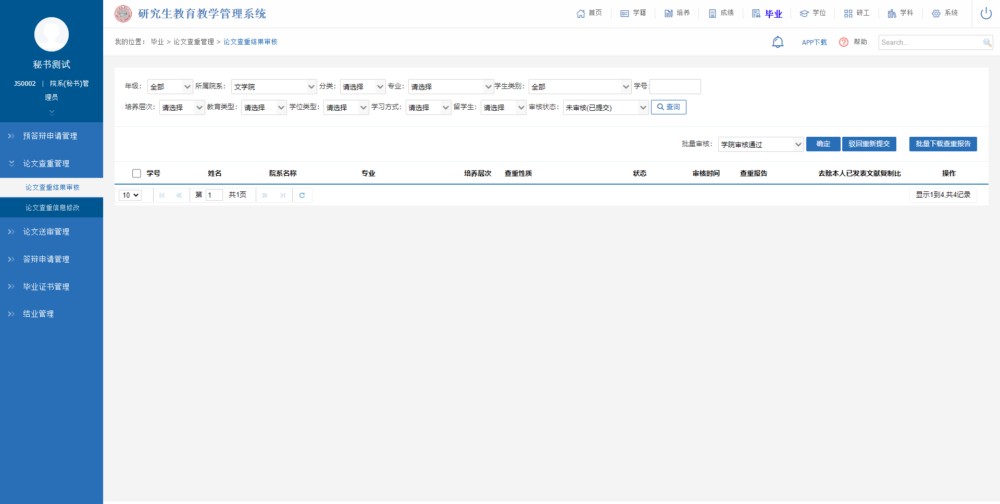 研究生教育教学管理系统
首页 学籍 培养 成绩 毕业 学位 研工 学科 系统
秘书测试
JS0002 | 院系(秘书)管
理员
我的位置： 毕业 > 论文查重管理 > 论文查重结果审核
APP下载 帮助 Search...
预答辩申请管理
论文查重管理
论文查重结果审核
论文查重信息修改
论文送审管理
答辩申请管理
毕业证书管理
结业管理
年级： 全部 所属院系： 文学院 分类： 请选择 专业： 请选择 学生类别： 全部 学号:
培养层次： 请选择 教育类型： 请选择 学位类型： 请选择 学习方式： 请选择 留学生： 请选择 审核状态： 未审核(已提交) 查询
批量审核： 学院审核通过 确定 驳回重新提交 批量下载查重报告
学号 姓名 院系名称 专业 培养层次 查重性质 状态 审核时间 查重报告 去除本人已发表文献复制比 操作
10 第 1 共1页 显示1到4,共4记录